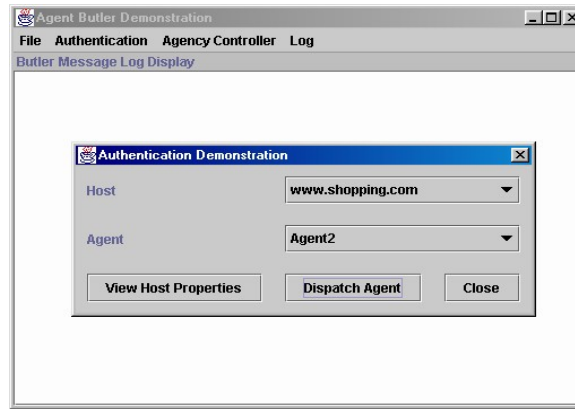 Agent Butler Demonstration
File Authentication Agency Controller Log
Butler Message Log Display
Authentication Demonstration
Host www.shopping.com
Agent Agent2
View Host Properties Dispatch Agent Close